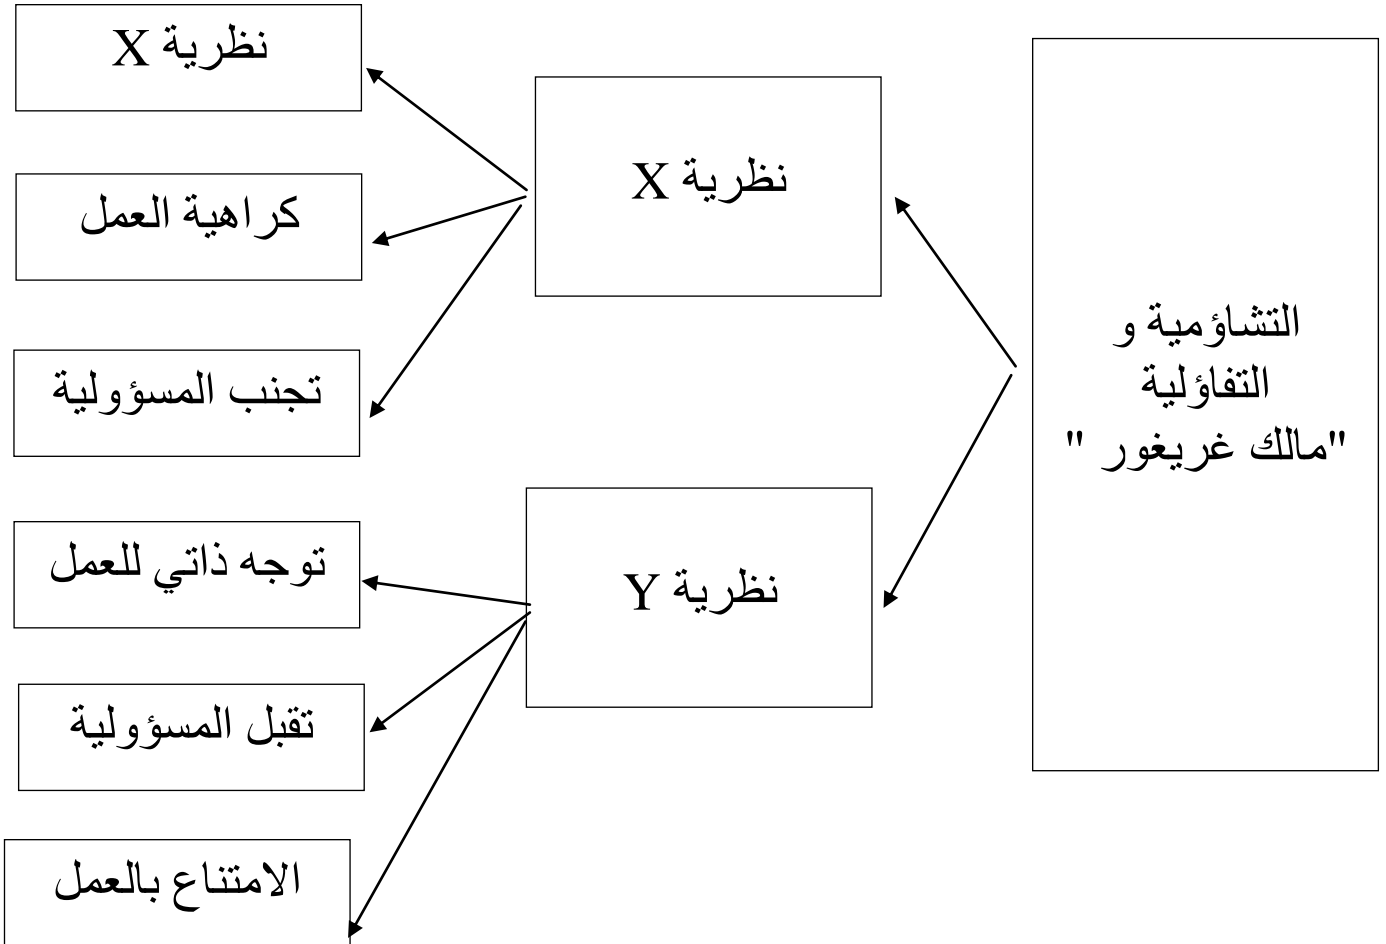 التشاؤمية و
التفاؤلية
"مالك غريغور "
نظرية X
نظرية X
كراهية العمل
تجنب المسؤولية
نظرية Y
توجه ذاتي للعمل
تقبل المسؤولية
الامتناع بالعمل